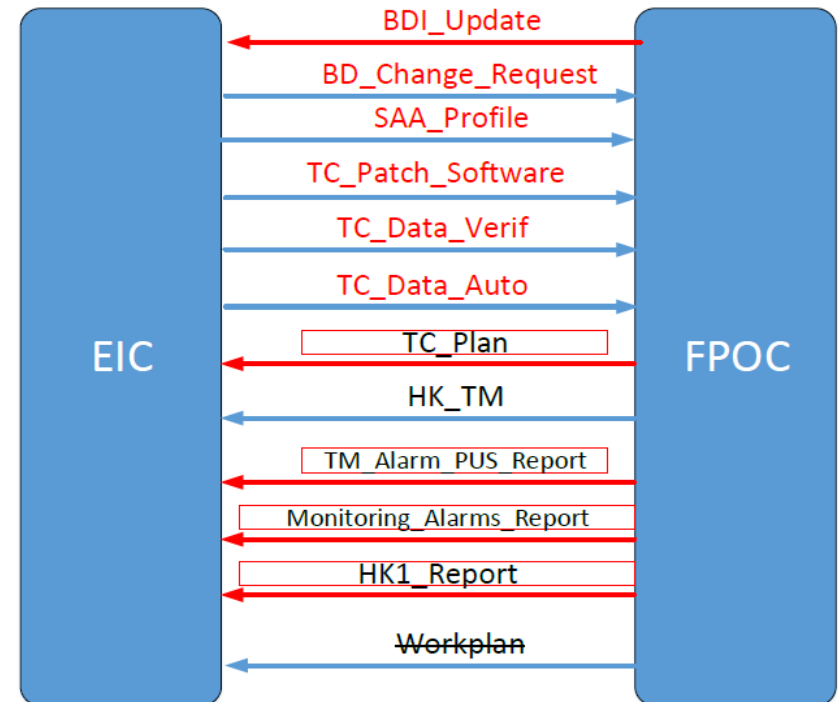 BDI_Update
BD_Change_Request
SAA_Profile
TC_Patch_Software
TC_Data_Verif
TC_Data_Auto
EIC
TC_Plan
FPOC
HK_TM
TM_Alarm_PUS_Report
Monitoring_Alarms_Report
HK1_Report
Workplan